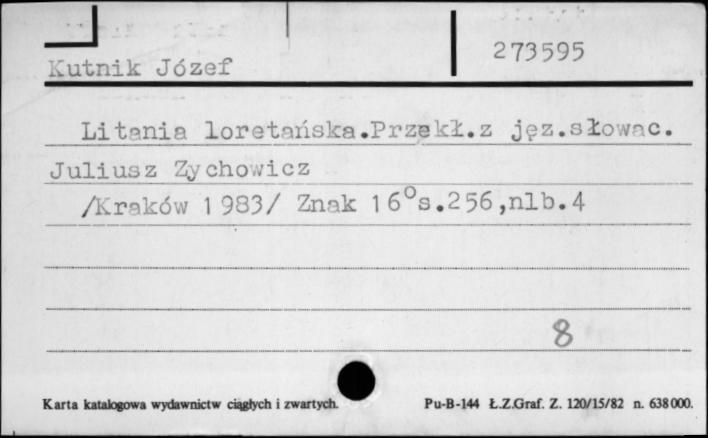 Kutnik Józef
273595
Litania loretańska.Przekł.z jęz.słowac.
Juliusz Zychowicz
/Kraków 1983/ Znak 16°s.256,nlb.4
8
Karta katalogowa wydawnictw ciągłych i zwartych.
Pu-B-144 Ł.Z.Graf. Z. 120/15/82 n. 638000.